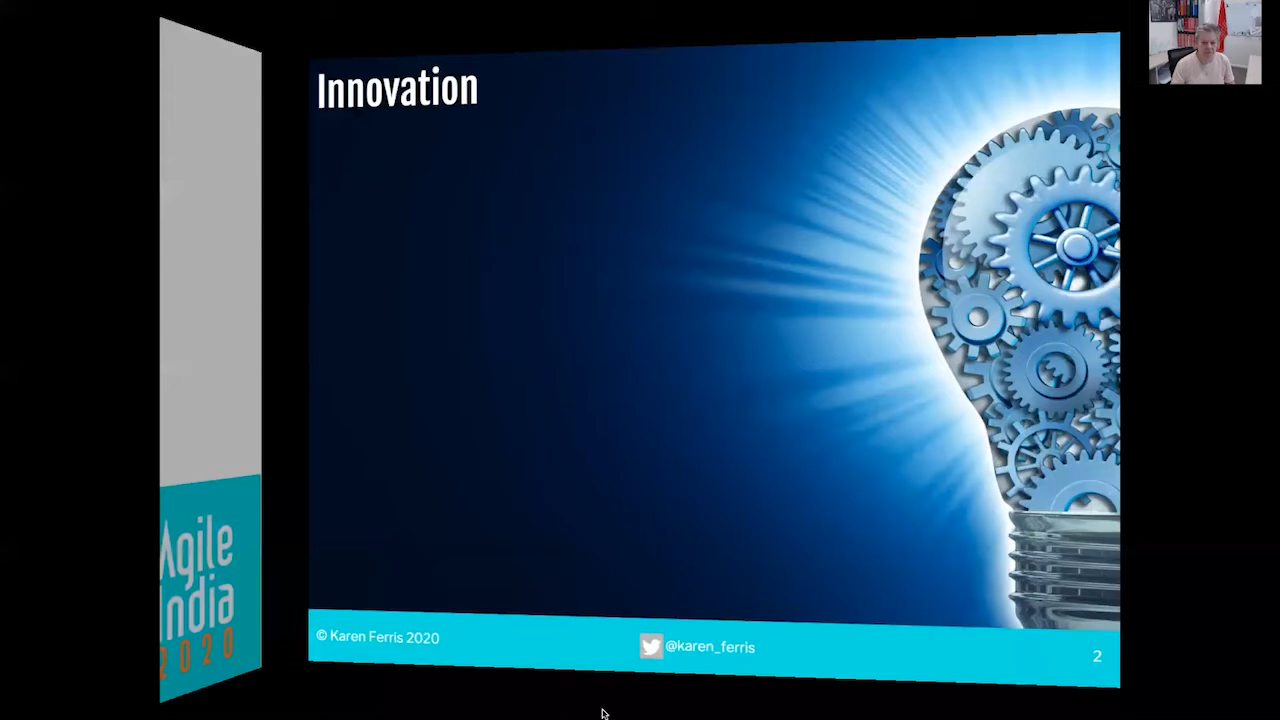 Innovation
Agile
india
2020
© Karen Ferris 2020
@karen_ferris
2